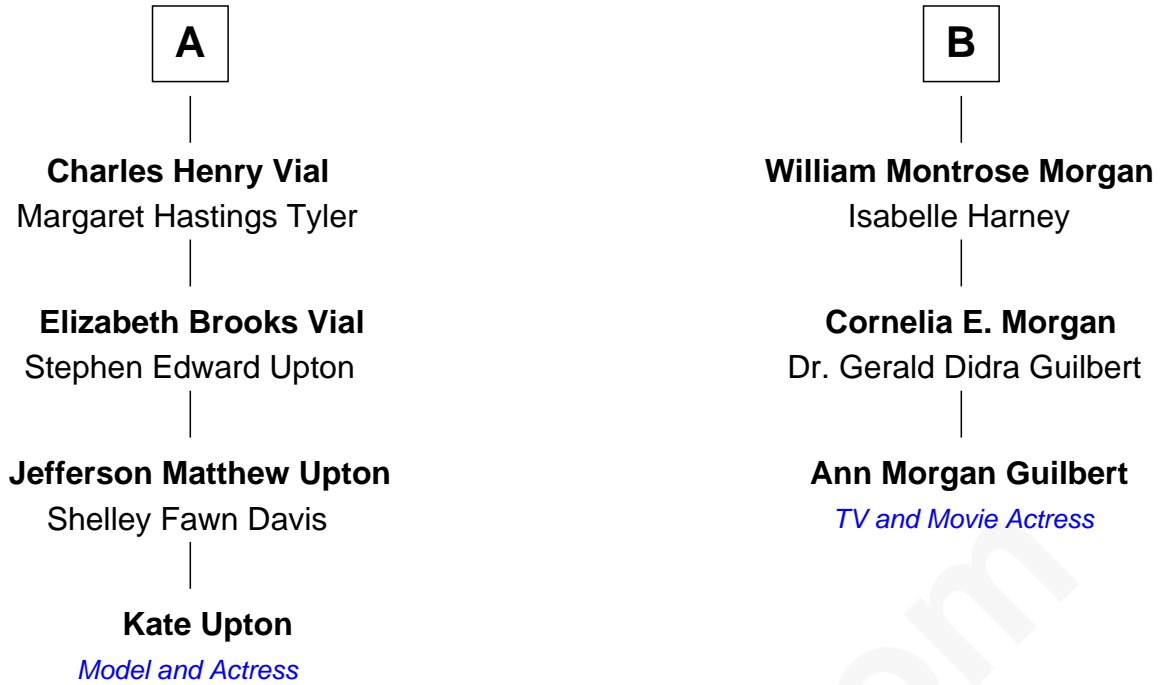 A
Charles Henry Vial
Margaret Hastings Tyler
Elizabeth Brooks Vial
Stephen Edward Upton
Jefferson Matthew Upton
Shelley Fawn Davis
Kate Upton
Model and Actress
B
William Montrose Morgan
Isabelle Harney
Cornelia E. Morgan
Dr. Gerald Didra Guilbert
Ann Morgan Guilbert
TV and Movie Actress
om